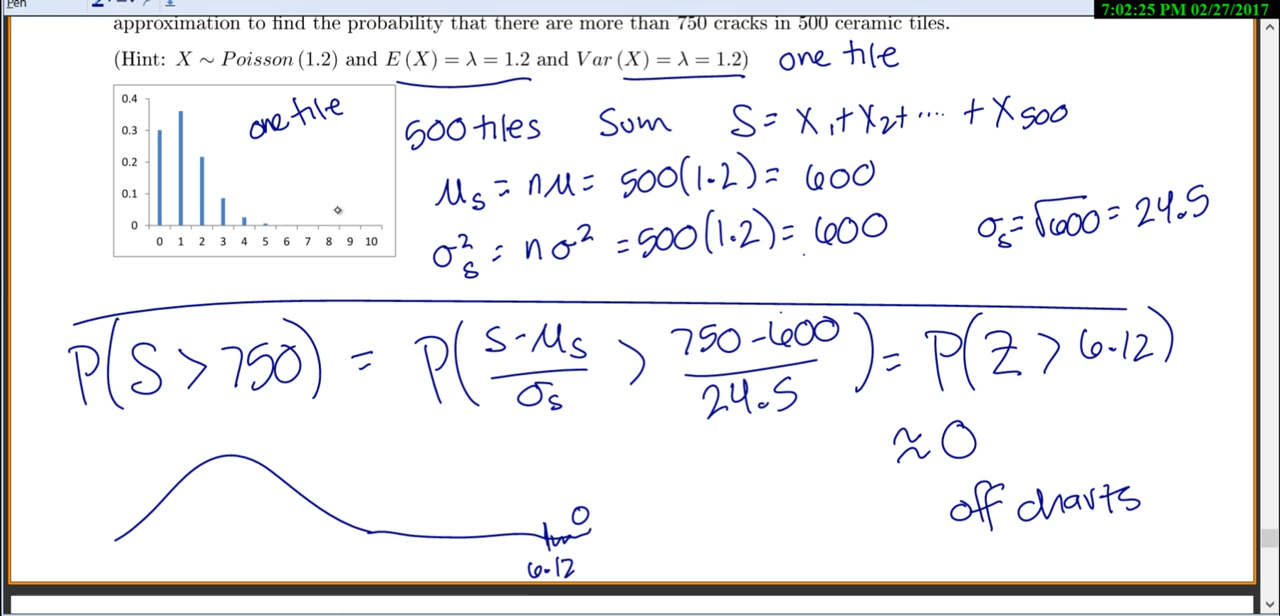 Pen
7:02:25 PM 02/27/2017
approximation to find the probability that there are more than 750 cracks in 500 ceramic tiles.
(Hint: X ∼ Poisson (1.2) and E (X) = λ = 1.2 and Var (X) = λ = 1.2) one tile
0.4
0.3
0.2
0.1
0
0 1 2 3 4 5 6 7 8 9 10
one tile
500 tiles Sum S = X₁ + X₂ + .... + X₅₀₀
μₛ = nμ = 500(1.2) = 600
σ²ₛ = nσ² = 500(1.2) = 600 σₛ = √600 = 24.5
P(S > 750) = P( (S - μₛ)/σₛ > (750 - 600)/24.5 ) = P(Z > 6.12)
≈ 0
off charts
0
6.12